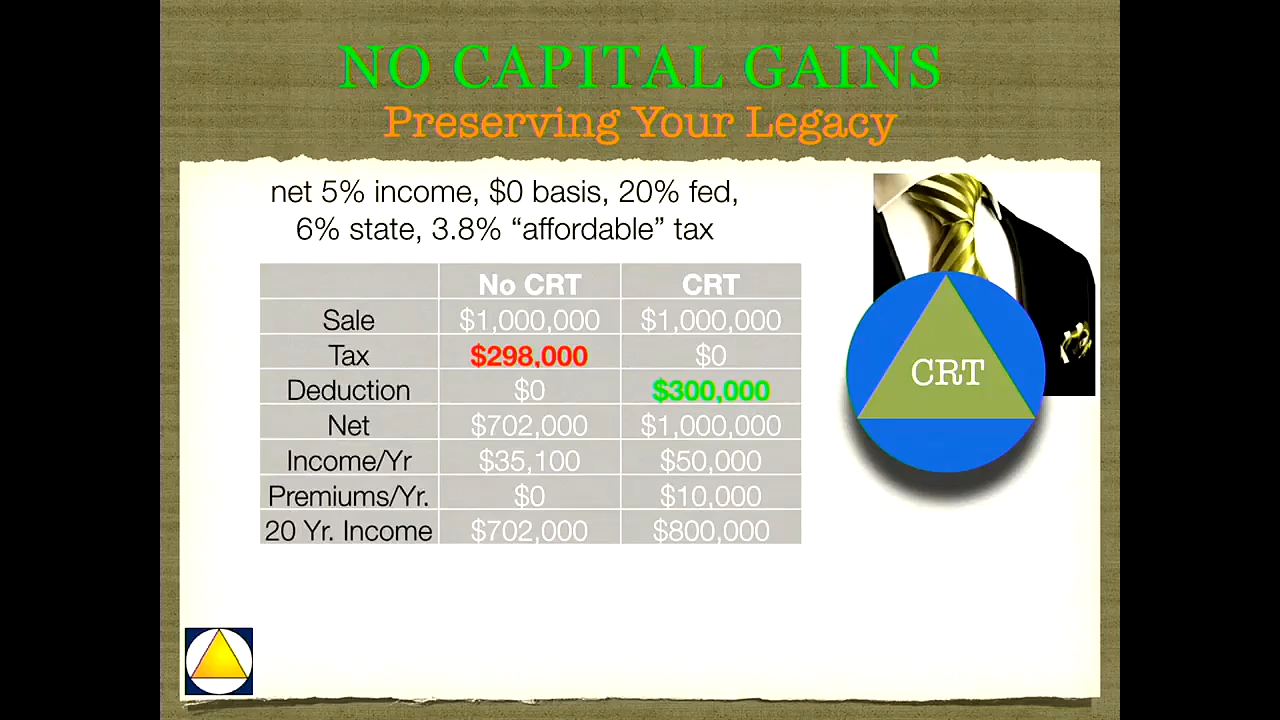 NO CAPITAL GAINS
Preserving Your Legacy
net 5% income, $0 basis, 20% fed,
6% state, 3.8% “affordable” tax
No CRT CRT
Sale $1,000,000 $1,000,000
Tax $298,000 $0
Deduction $0 $300,000
Net $702,000 $1,000,000
Income/Yr $35,100 $50,000
Premiums/Yr. $0 $10,000
20 Yr. Income $702,000 $800,000
CRT